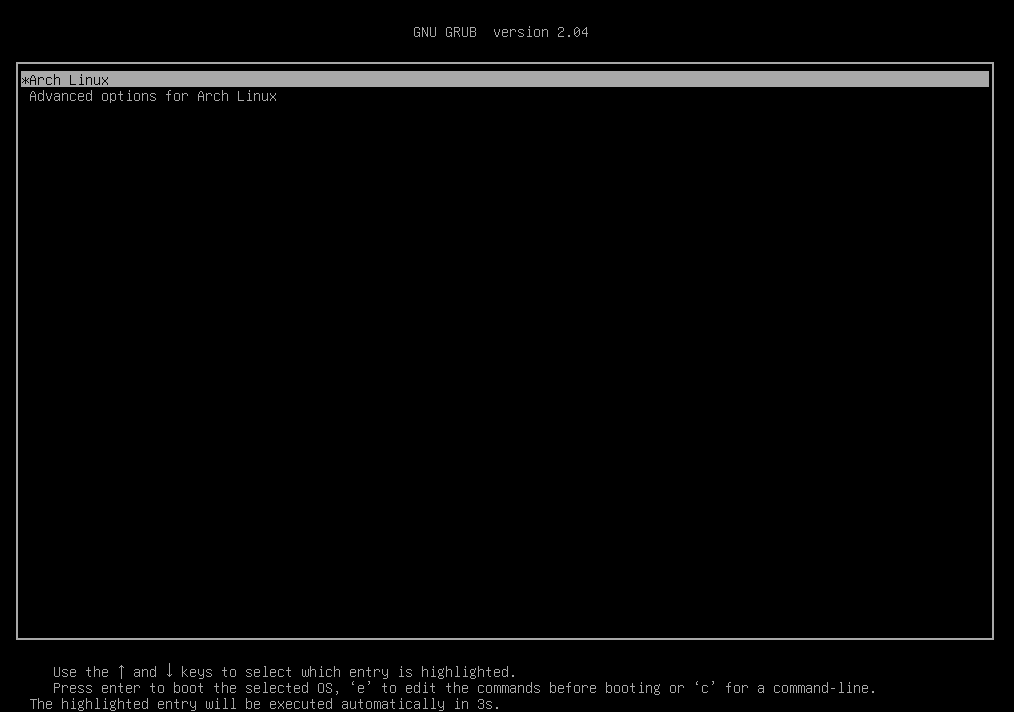 GNU GRUB  version 2.04
*Arch Linux
Advanced options for Arch Linux
Use the ↑ and ↓ keys to select which entry is highlighted.
Press enter to boot the selected OS, ‘e’ to edit the commands before booting or ‘c’ for a command-line.
The highlighted entry will be executed automatically in 3s.